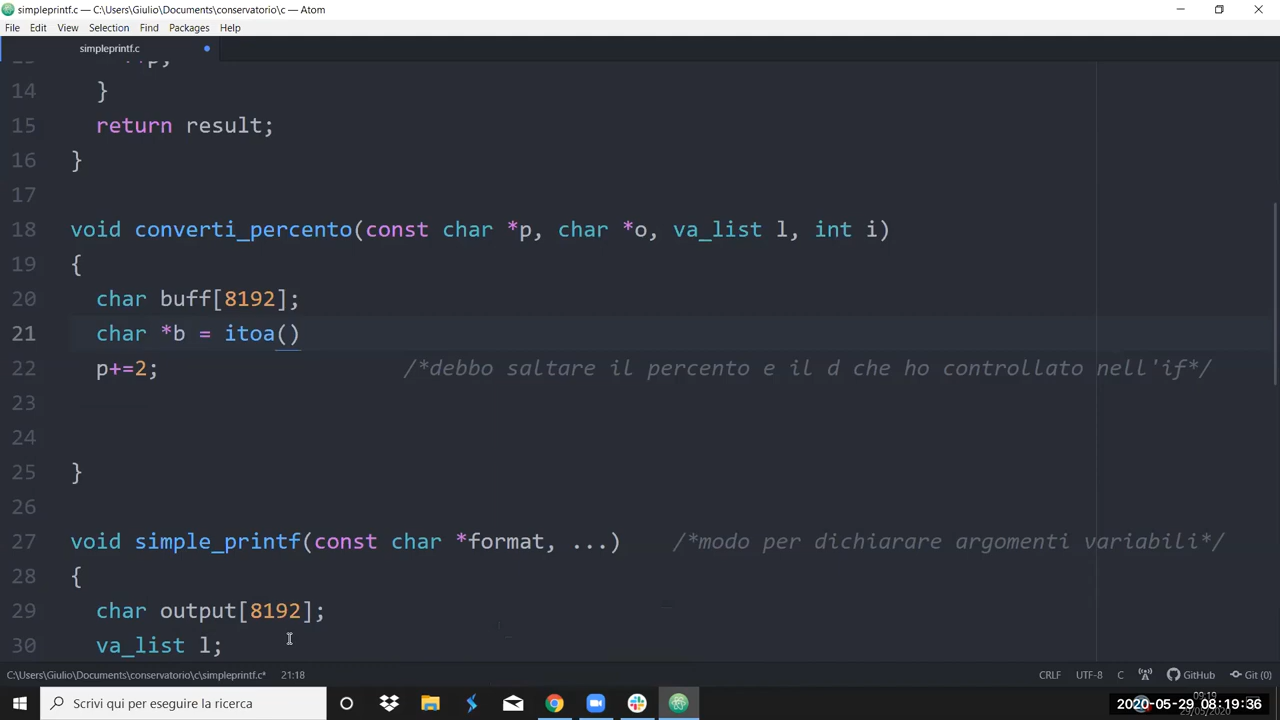 simpleprintf.c — C:\Users\Giulio\Documents\conservatorio\c — Atom
File Edit View Selection Find Packages Help
simpleprintf.c
14 }
15 return result;
16 }
17
18 void converti_percento(const char *p, char *o, va_list l, int i)
19 {
20 char buff[8192];
21 char *b = itoa()
22 p+=2; /*debbo saltare il percento e il d che ho controllato nell'if*/
23
24
25 }
26
27 void simple_printf(const char *format, ...) /*modo per dichiarare argomenti variabili*/
28 {
29 char output[8192];
30 va_list l;
C:\Users\Giulio\Documents\conservatorio\c\simpleprintf.c* 21:18 CRLF UTF-8 C GitHub Git (0)
Scrivi qui per eseguire la ricerca
2020-05-29 08:19:36